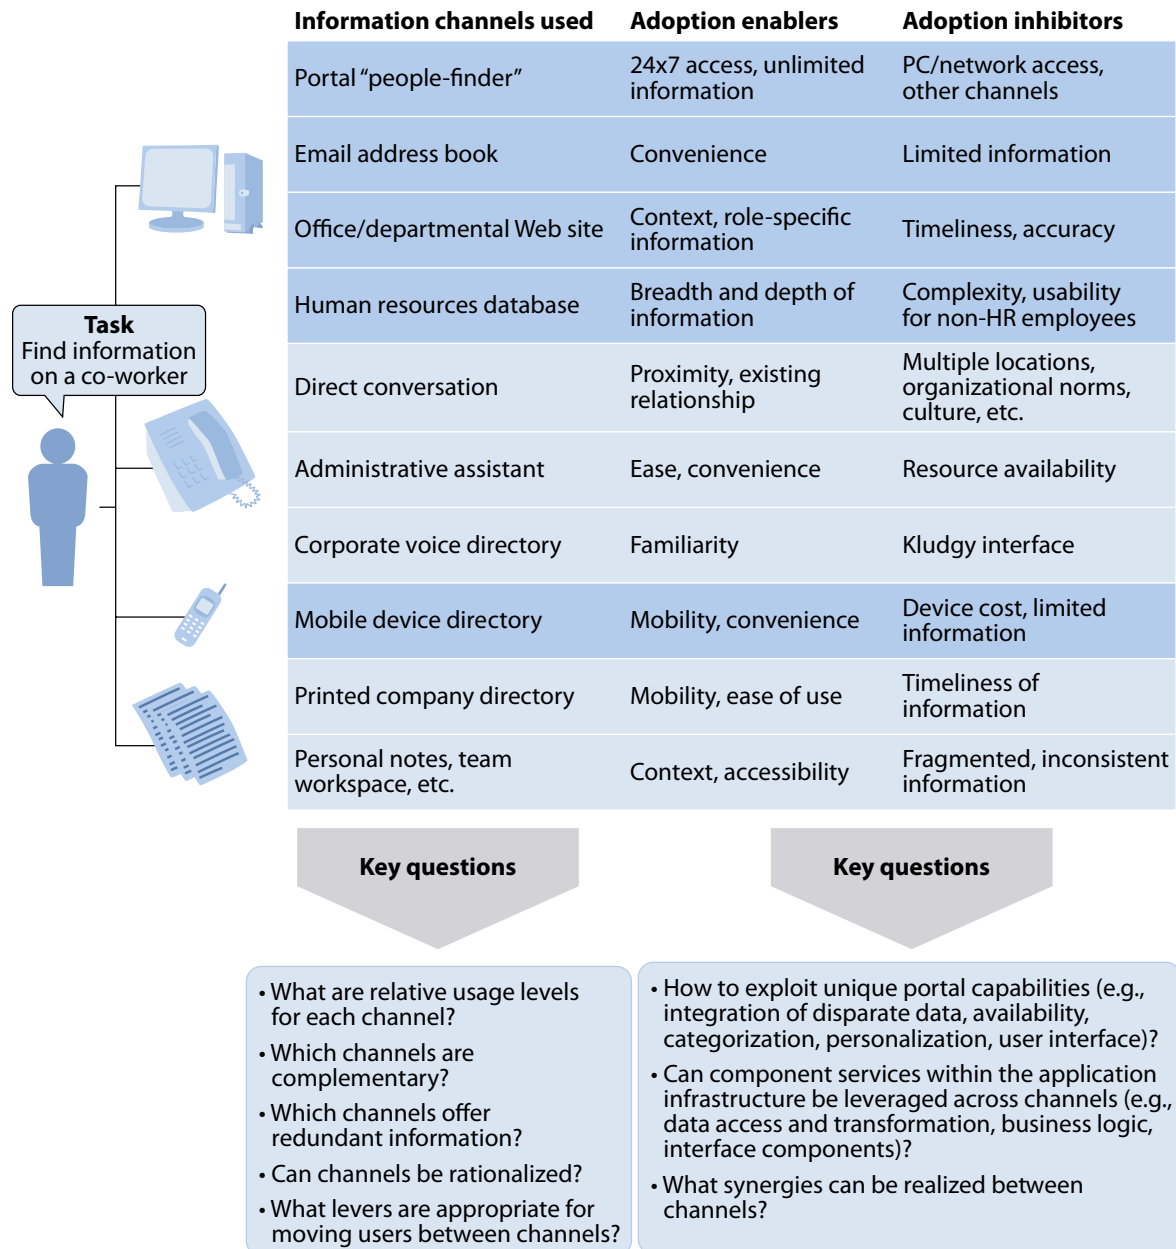 Information channels used Adoption enablers Adoption inhibitors
Portal “people-finder”
24x7 access, unlimited
information
PC/network access,
other channels
Email address book
Convenience
Limited information
Office/departmental Web site
Context, role-specific
information
Timeliness, accuracy
Human resources database
Breadth and depth of
information
Complexity, usability
for non-HR employees
Task
Find information
on a co-worker
Direct conversation
Proximity, existing
relationship
Multiple locations,
organizational norms,
culture, etc.
Administrative assistant
Ease, convenience
Resource availability
Corporate voice directory
Familiarity
Kludgy interface
Mobile device directory
Mobility, convenience
Device cost, limited
information
Printed company directory
Mobility, ease of use
Timeliness of
information
Personal notes, team
workspace, etc.
Context, accessibility
Fragmented, inconsistent
information
Key questions
• What are relative usage levels
for each channel?
• Which channels are
complementary?
• Which channels offer
redundant information?
• Can channels be rationalized?
• What levers are appropriate for
moving users between channels?
Key questions
• How to exploit unique portal capabilities (e.g.,
integration of disparate data, availability,
categorization, personalization, user interface)?
• Can component services within the application
infrastructure be leveraged across channels (e.g.,
data access and transformation, business logic,
interface components)?
• What synergies can be realized between
channels?